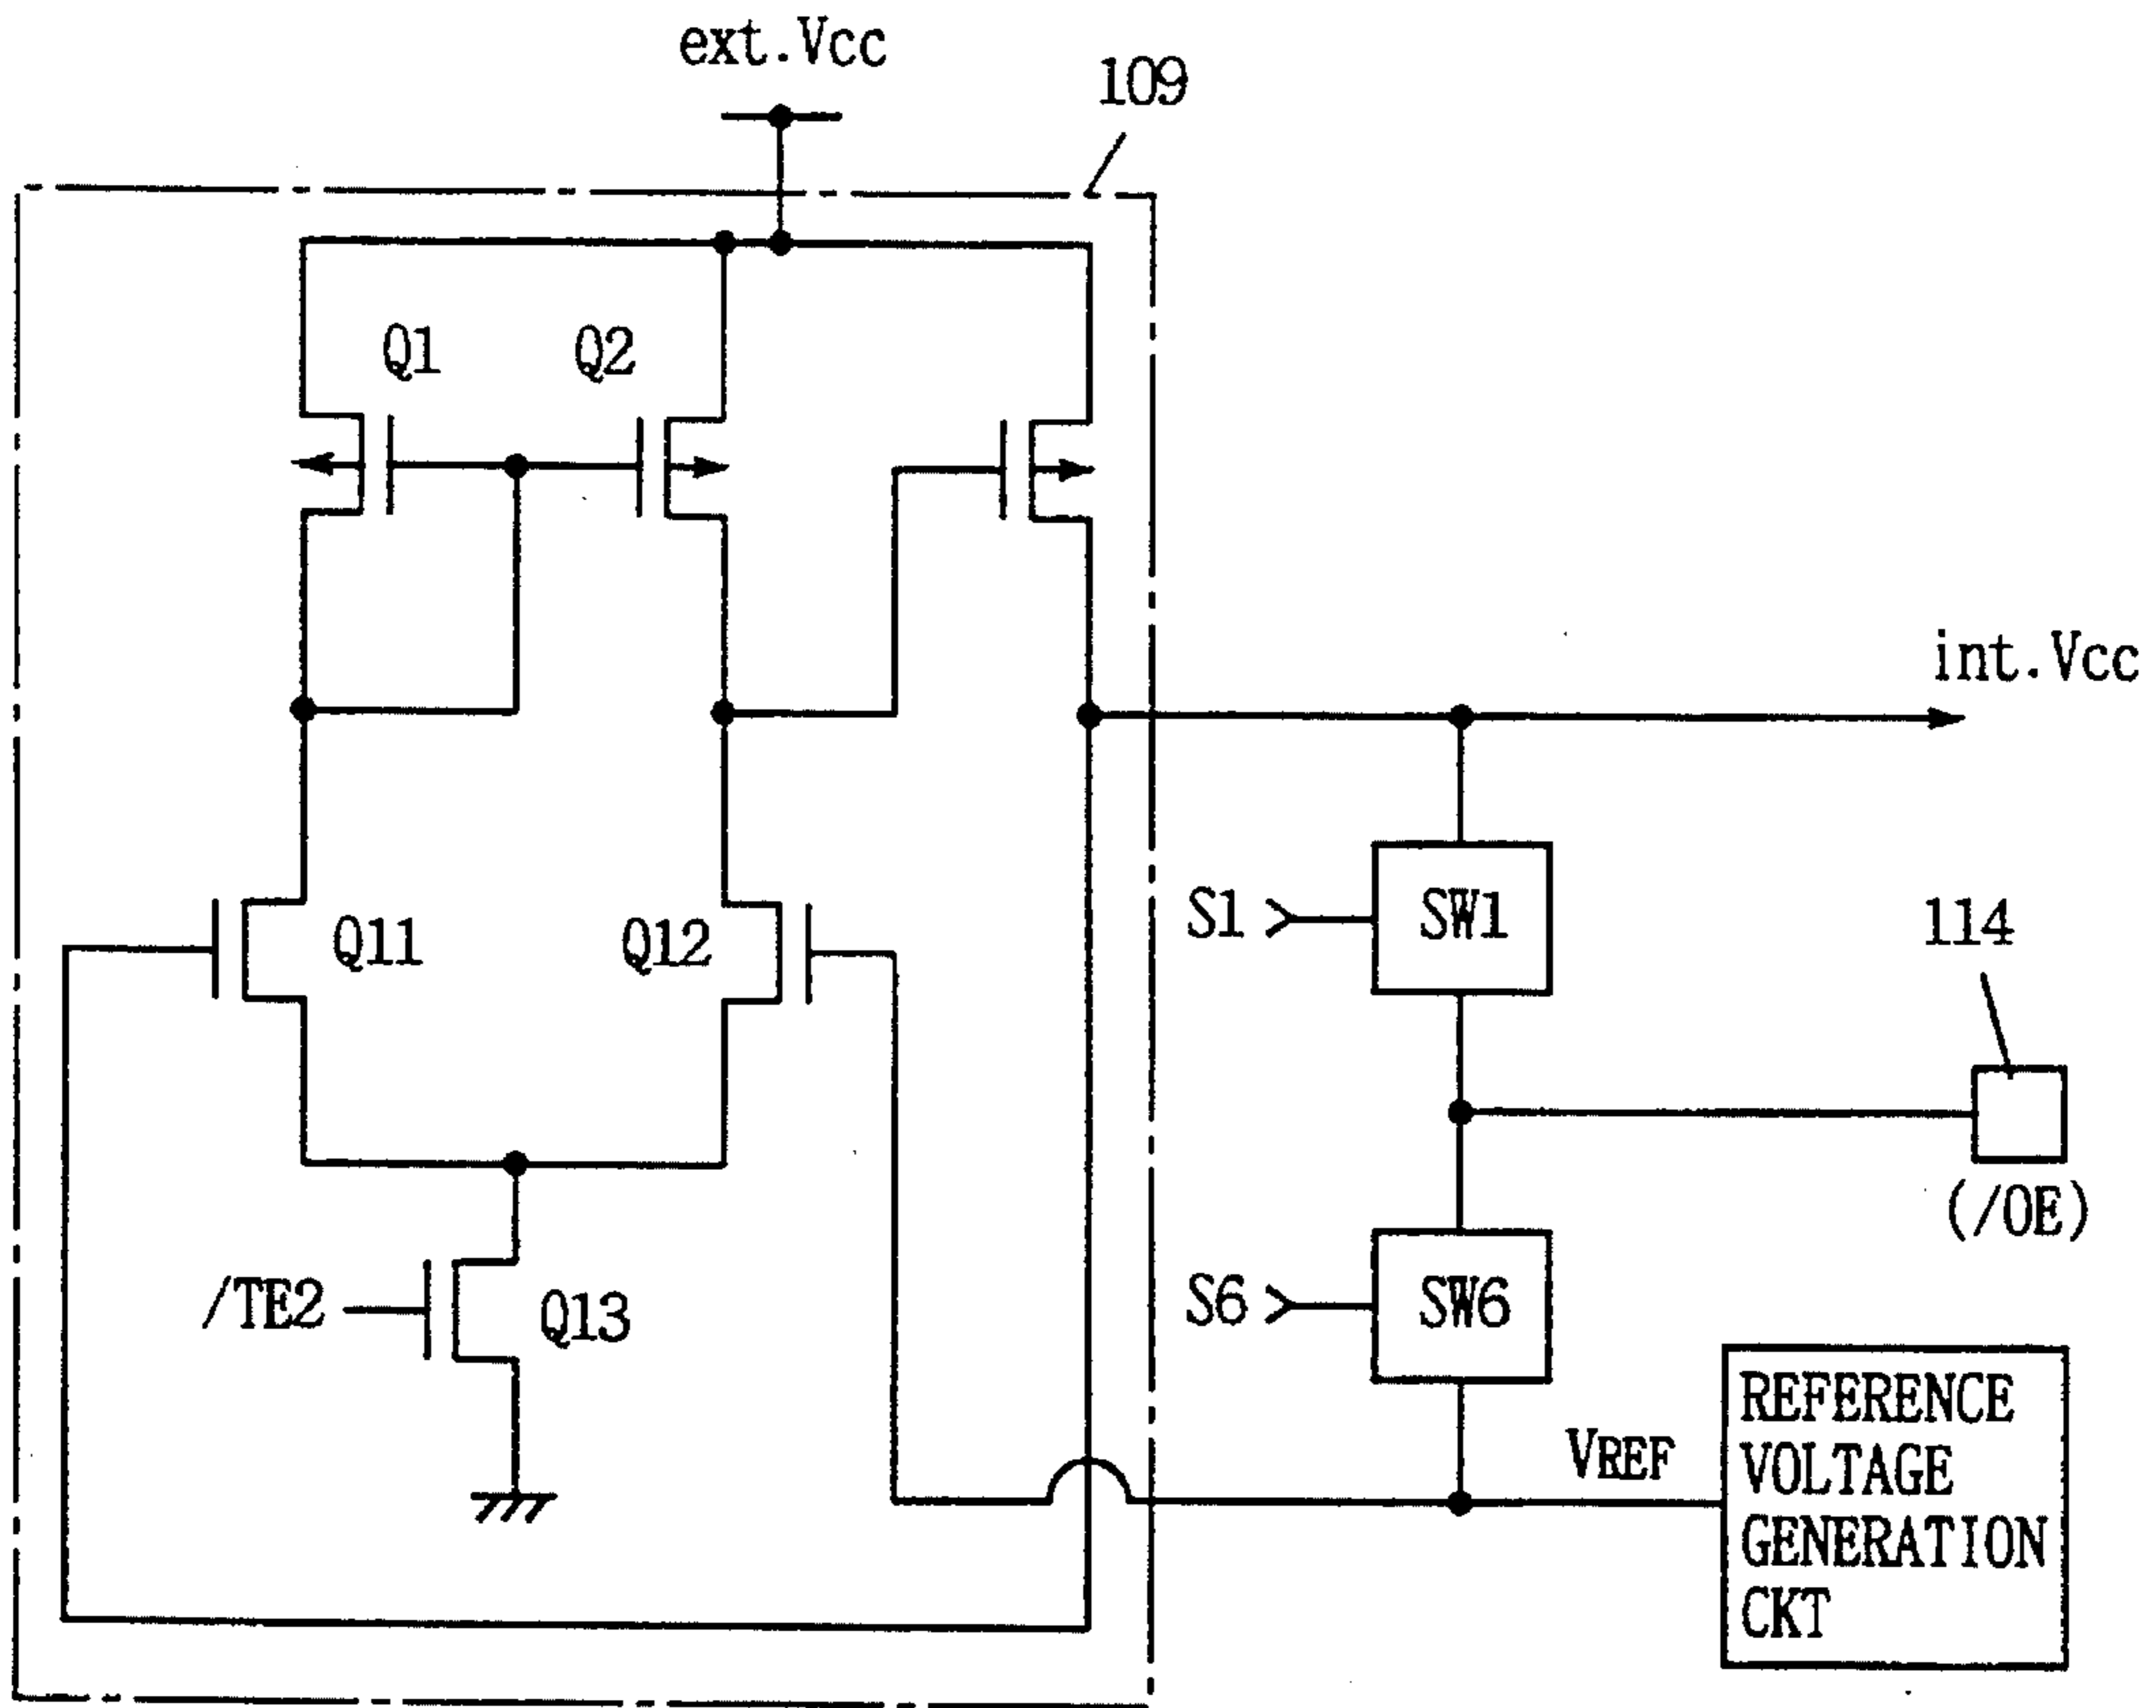 ext.Vcc
109
Q1
Q2
int.Vcc
S1
SW1
114
Q11
Q12
(/OE)
/TE2
Q13
S6
SW6
VREF
REFERENCE
VOLTAGE
GENERATION
CKT